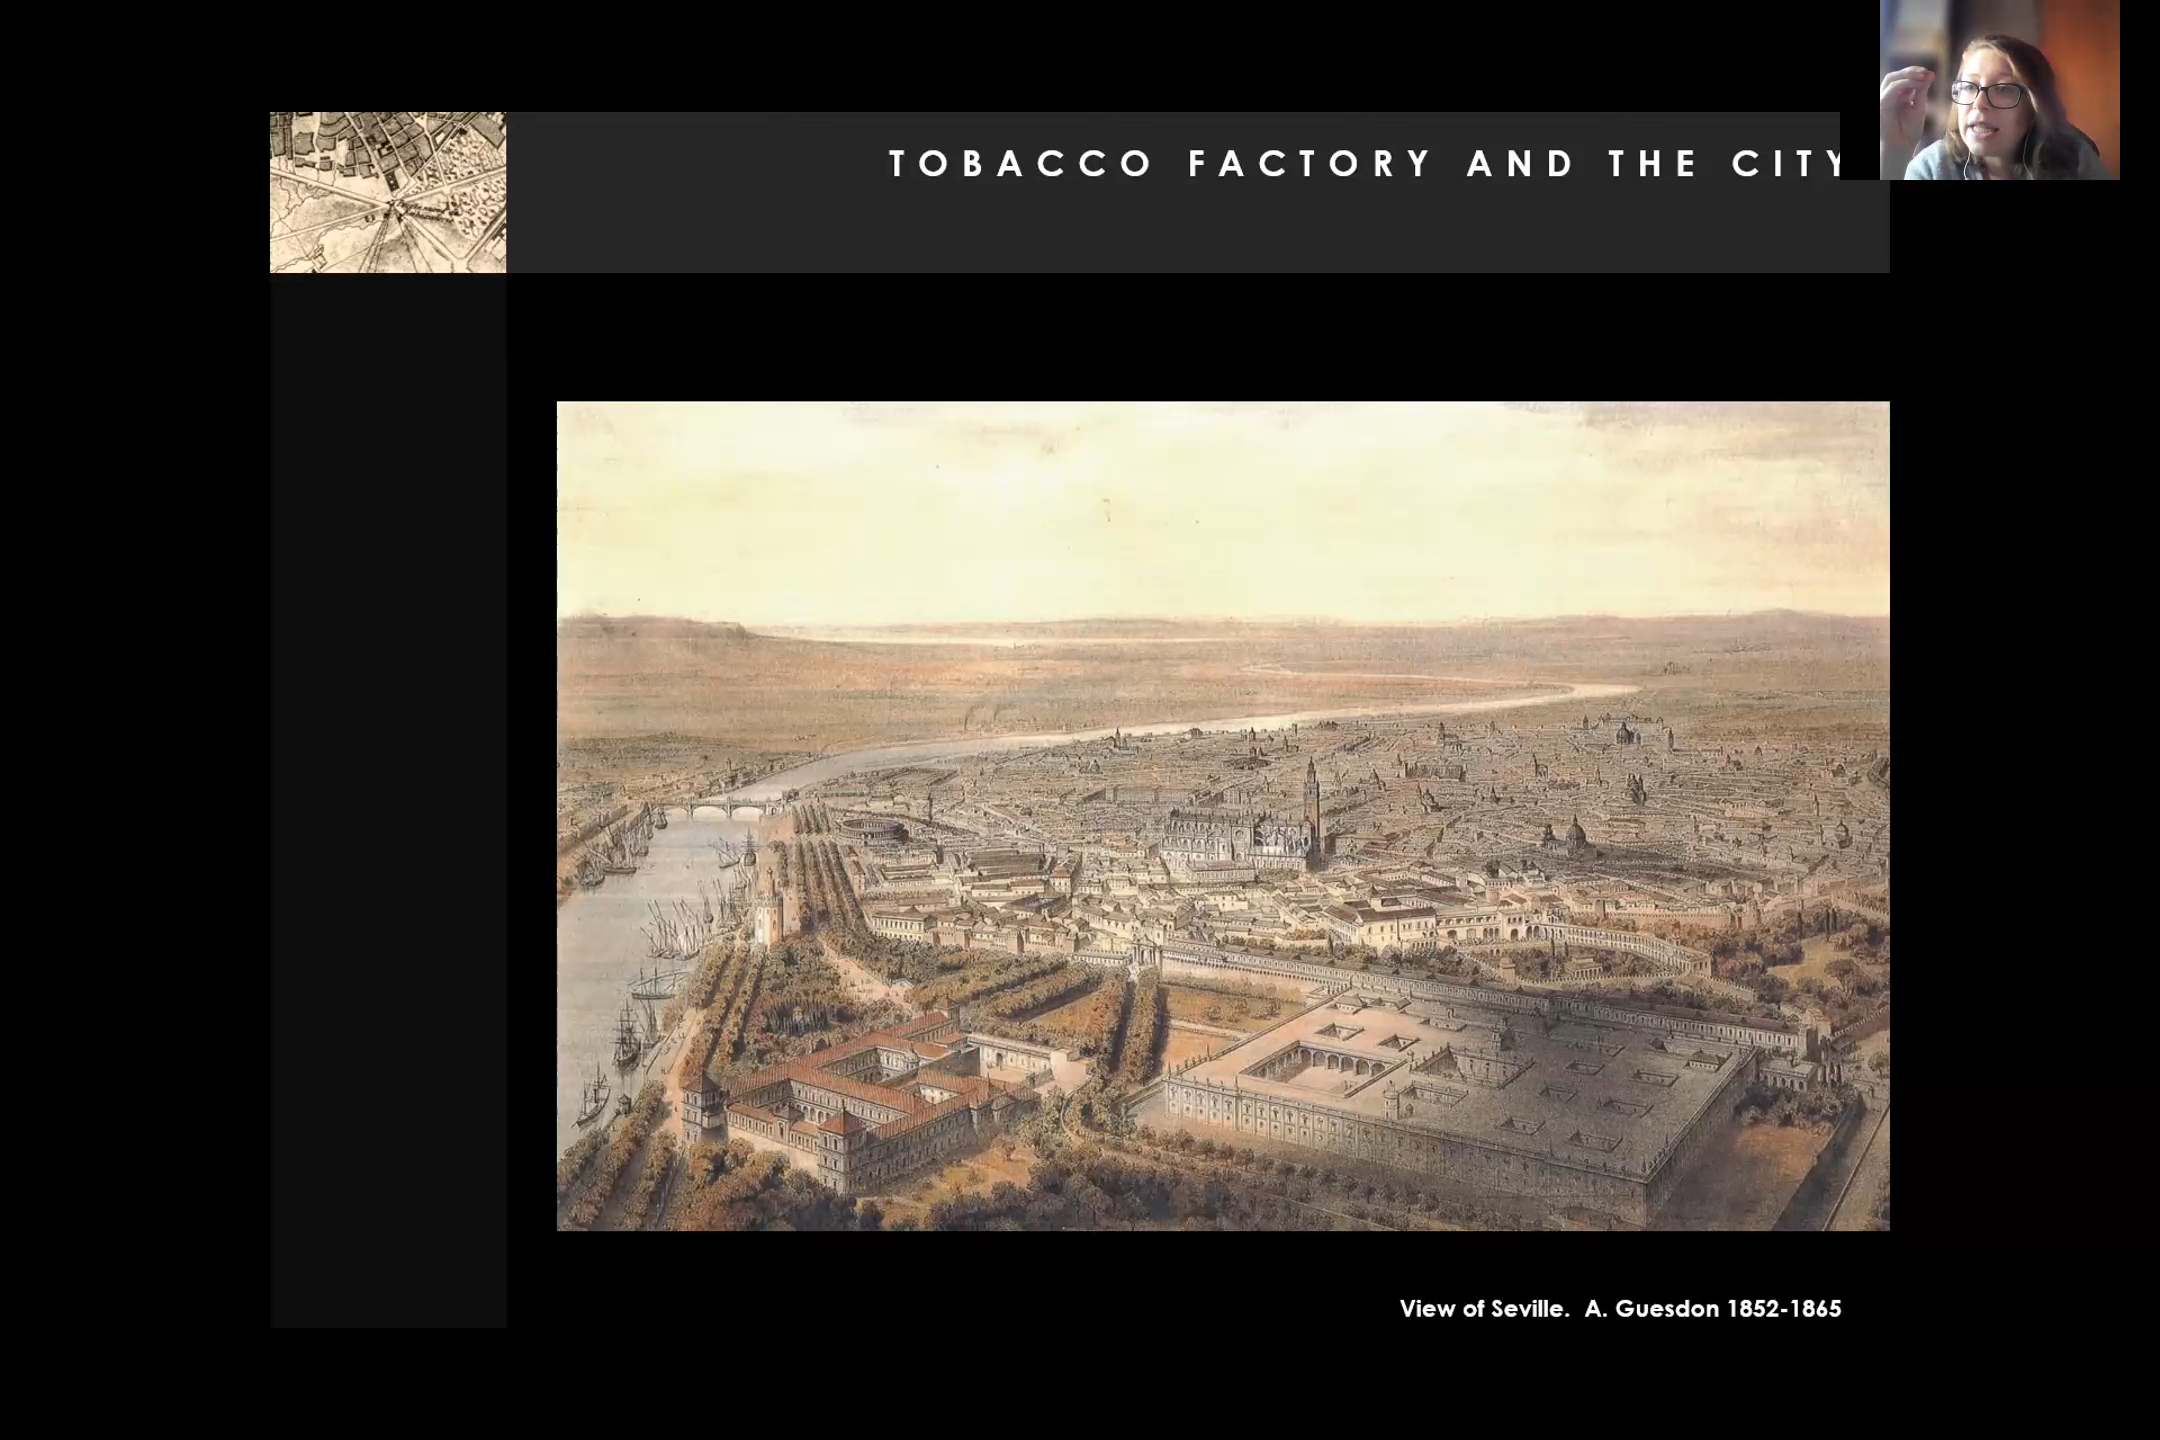 TOBACCO FACTORY AND THE CITY
View of Seville. A. Guesdon 1852-1865